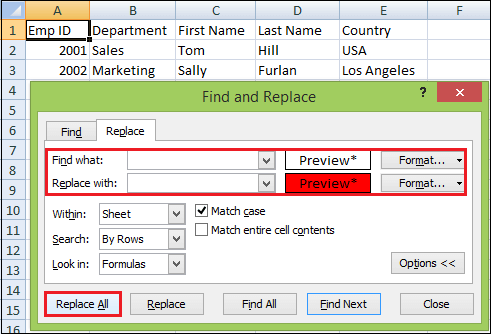 A B C D E F
1 Emp ID Department First Name Last Name Country
2 2001 Sales Tom Hill USA
3 2002 Marketing Sally Furlan Los Angeles
4
5 Find and Replace ? ×
6 Find Replace
7 Find what: Preview* Format...
8
9 Replace with: Preview* Format...
10 Within: Sheet Match case
11 Match entire cell contents
12 Search: By Rows
13 Look in: Formulas Options <<
14
15 Replace All Replace Find All Find Next Close